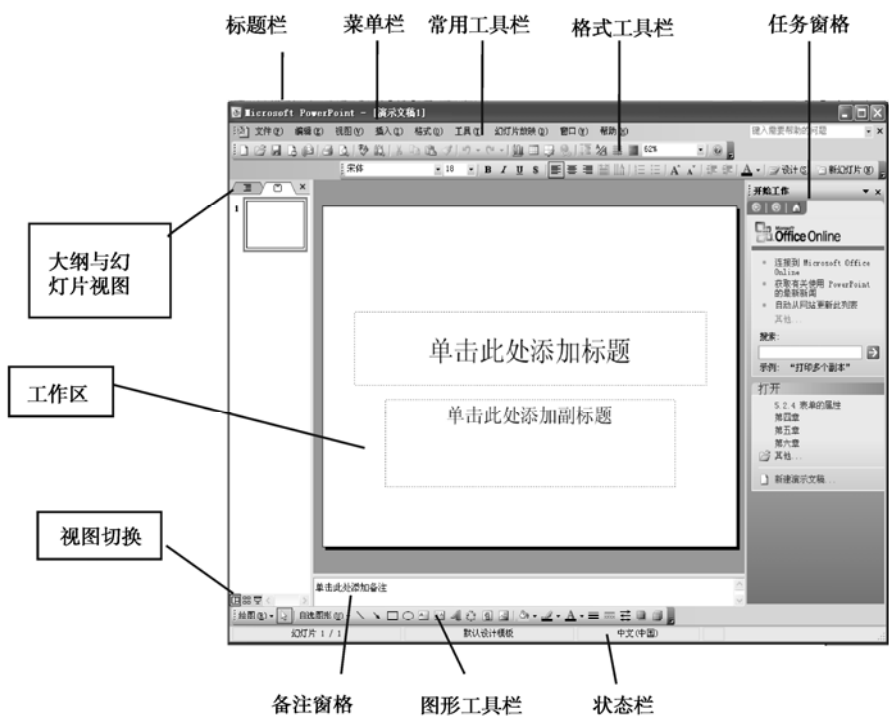 标题栏 菜单栏 常用工具栏 格式工具栏 任务窗格
Microsoft PowerPoint - [演示文稿1]
文件(F) 编辑(E) 视图(V) 插入(I) 格式(O) 工具(T) 幻灯片放映(D) 窗口(W) 帮助(H) 键入需要帮助的问题
62%
宋体 18 B I U S A A A 设计(S) 新幻灯片(N)
开始工作
1
Microsoft
Office Online
大纲与幻
灯片视图
连接到 Microsoft Office
Online
获取有关使用 PowerPoint
的最新新闻
自动从网站更新此列表
其他...
搜索:
示例: “打印多个副本”
单击此处添加标题
打开
工作区
5.2.4 表单的属性
单击此处添加副标题
第四章
第五章
第六章
其他...
新建演示文稿...
视图切换
单击此处添加备注
绘图(R) 自选图形(U) A
幻灯片 1 / 1 默认设计模板 中文(中国)
备注窗格 图形工具栏 状态栏